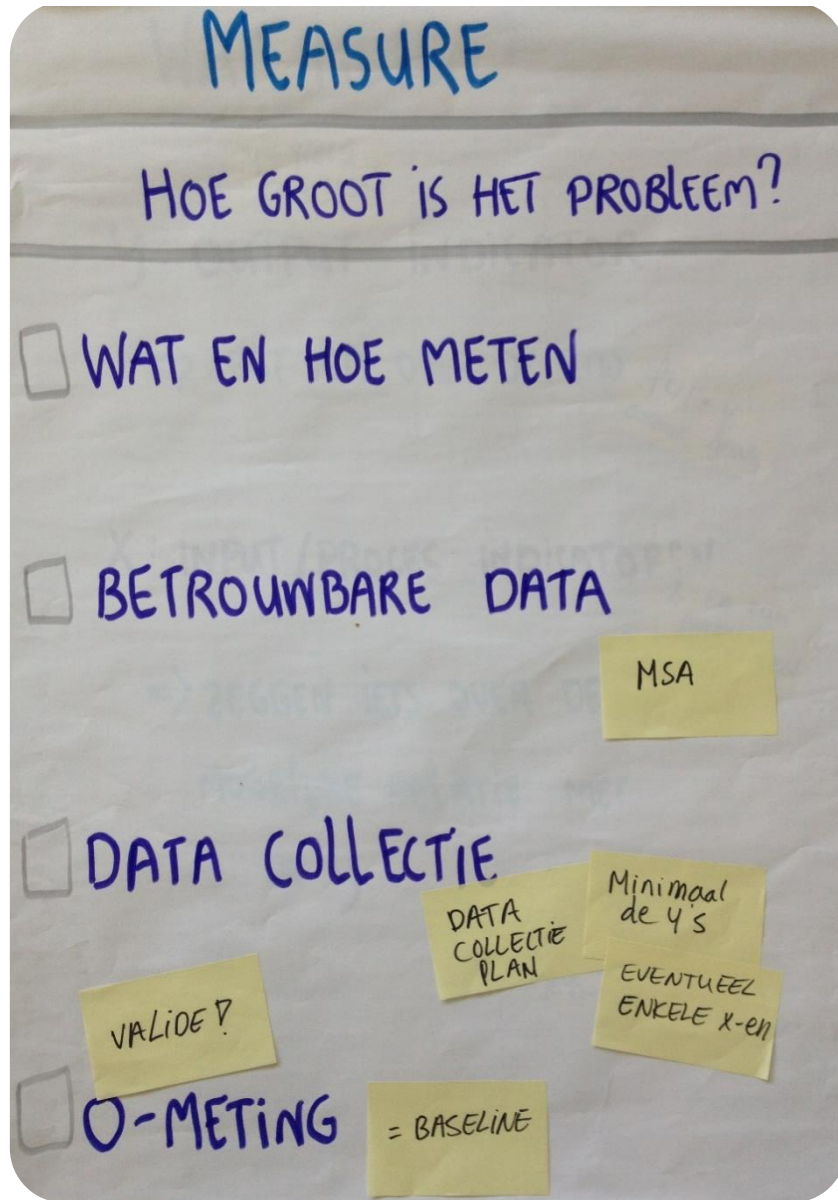 MEASURE
HOE GROOT iS HET PROBlEEM?
WAT EN HOE METEN
BETROUWBARE DATA
MSA
DATA COllECTiE
DATA
COLLECTiE
PLAN
Minimaal
de y's
EVENTUEEL
ENKELE X-en
VALiDE?
0-METiNG
= BASELiNE